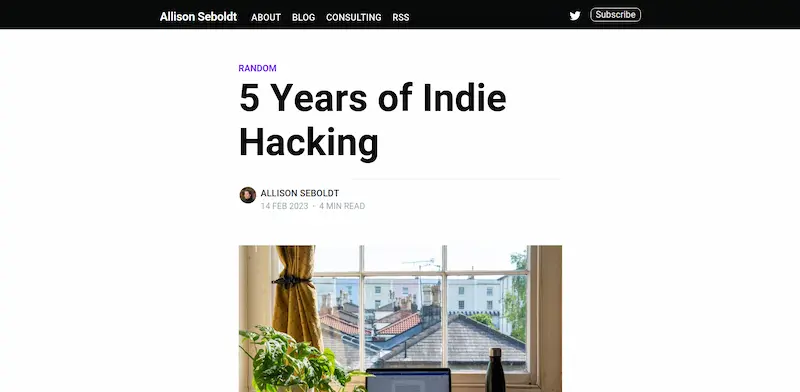 Allison Seboldt ABOUT BLOG CONSULTING RSS Subscribe
RANDOM
5 Years of Indie
Hacking
ALLISON SEBOLDT
14 FEB 2023 • 4 MIN READ